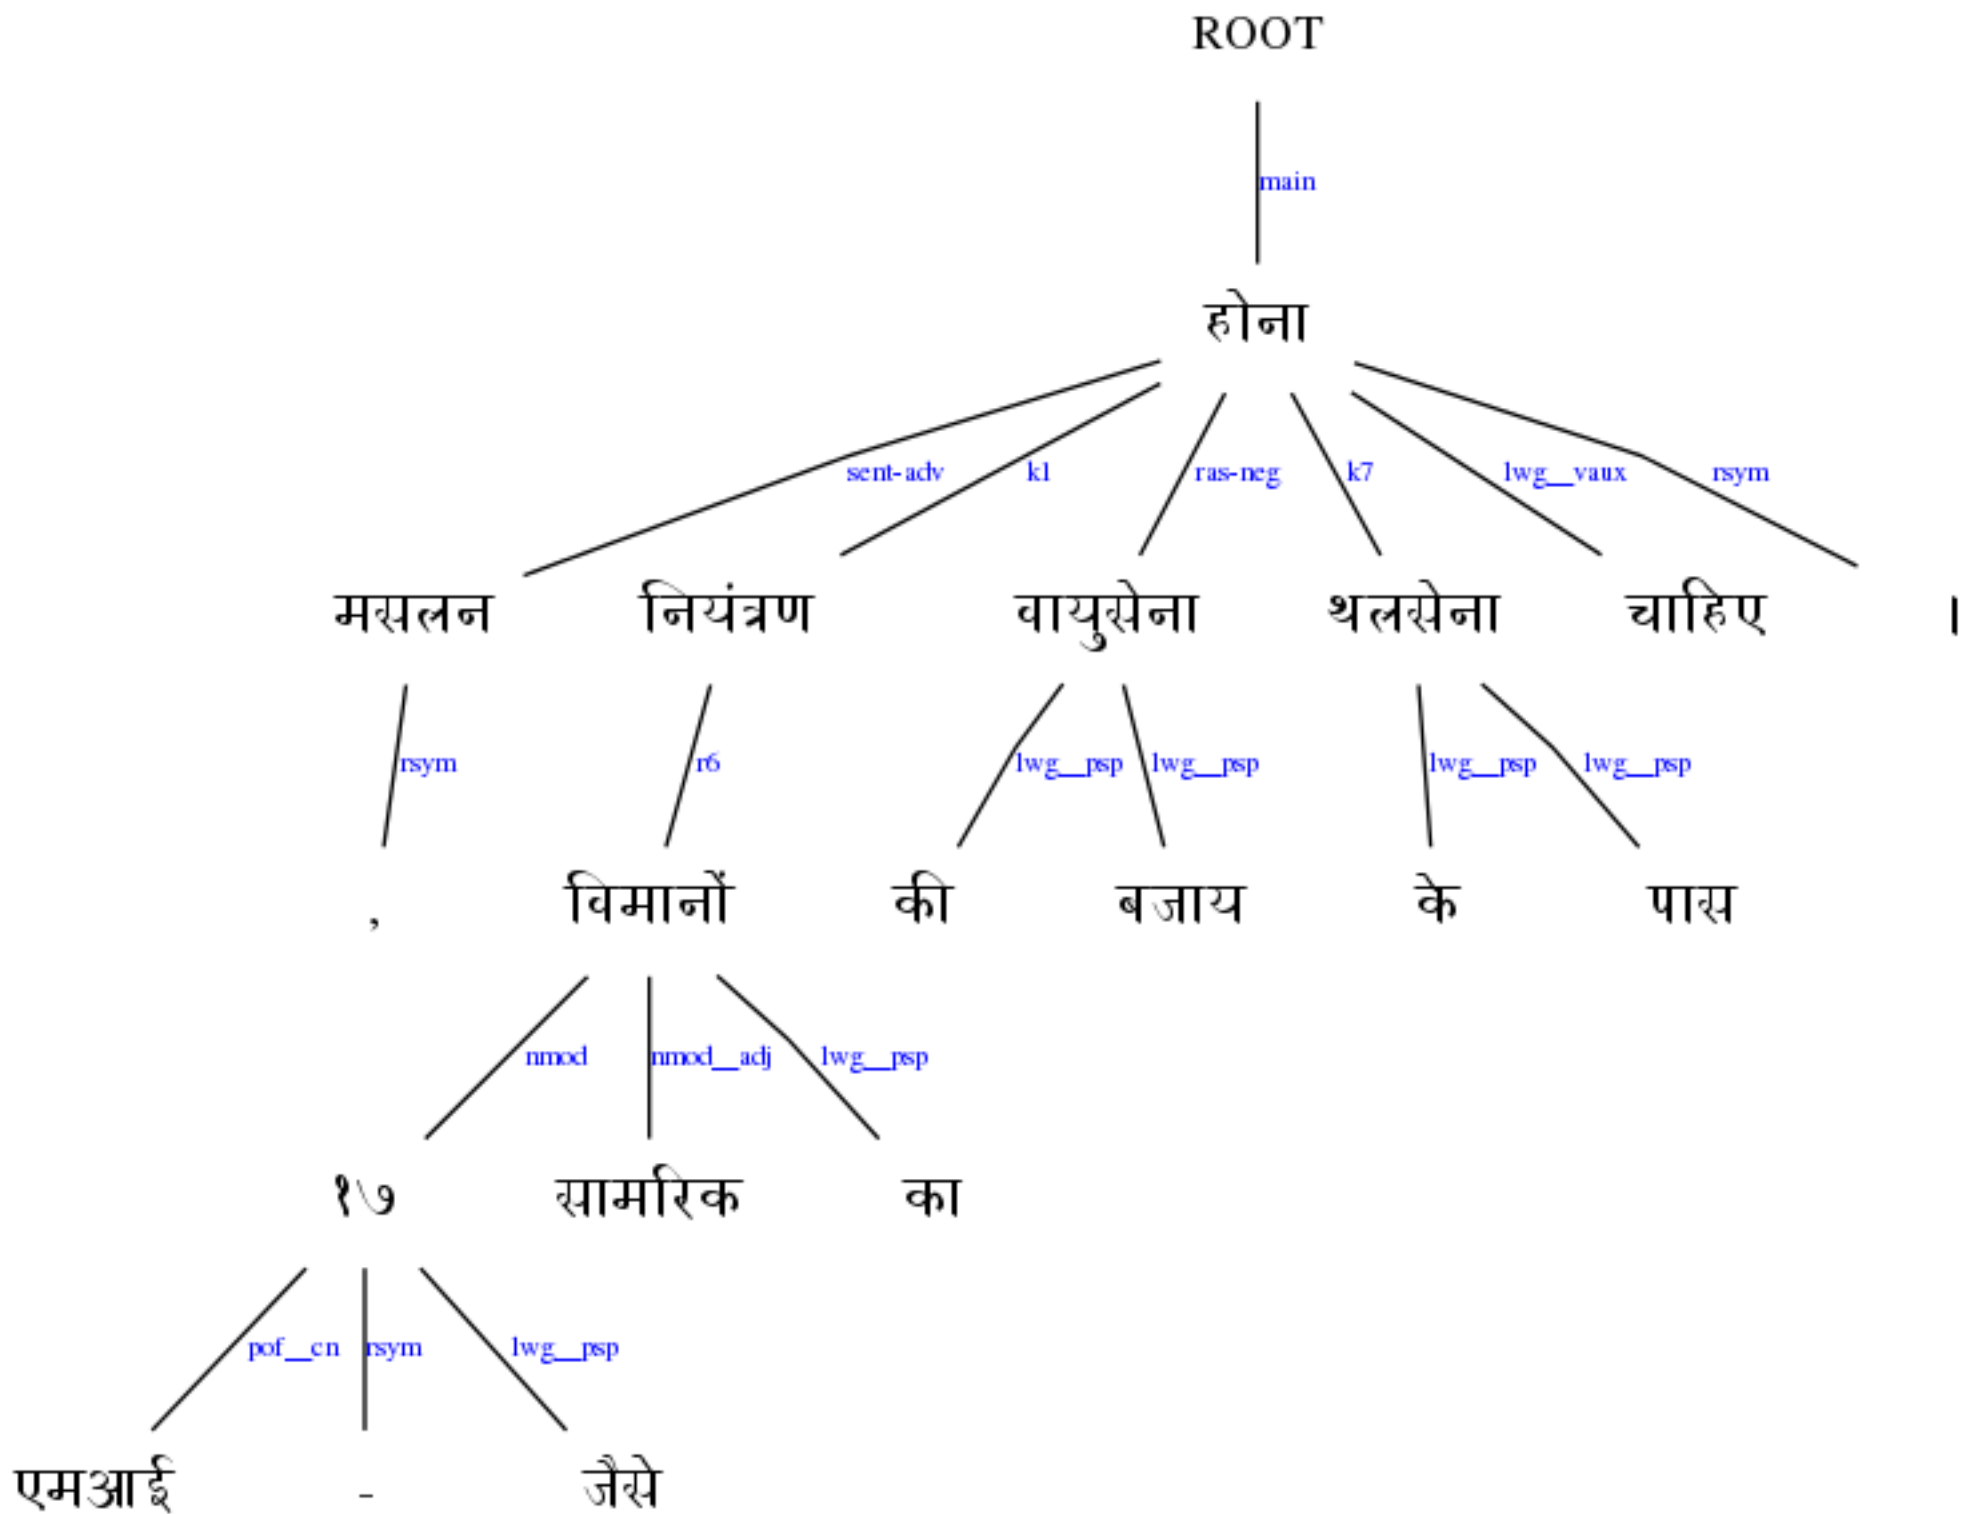 ROOT
main
होना
sent-adv k1 ras-neg k7 lwg__vaux rsym
मसलन नियंत्रण वायुसेना थलसेना चाहिए ।
rsym r6 lwg__psp lwg__psp lwg__psp lwg__psp
, विमानों की बजाय के पास
nmod nmod__adj lwg__psp
१७ सामरिक का
pof__cn rsym lwg__psp
एमआई - जैसे